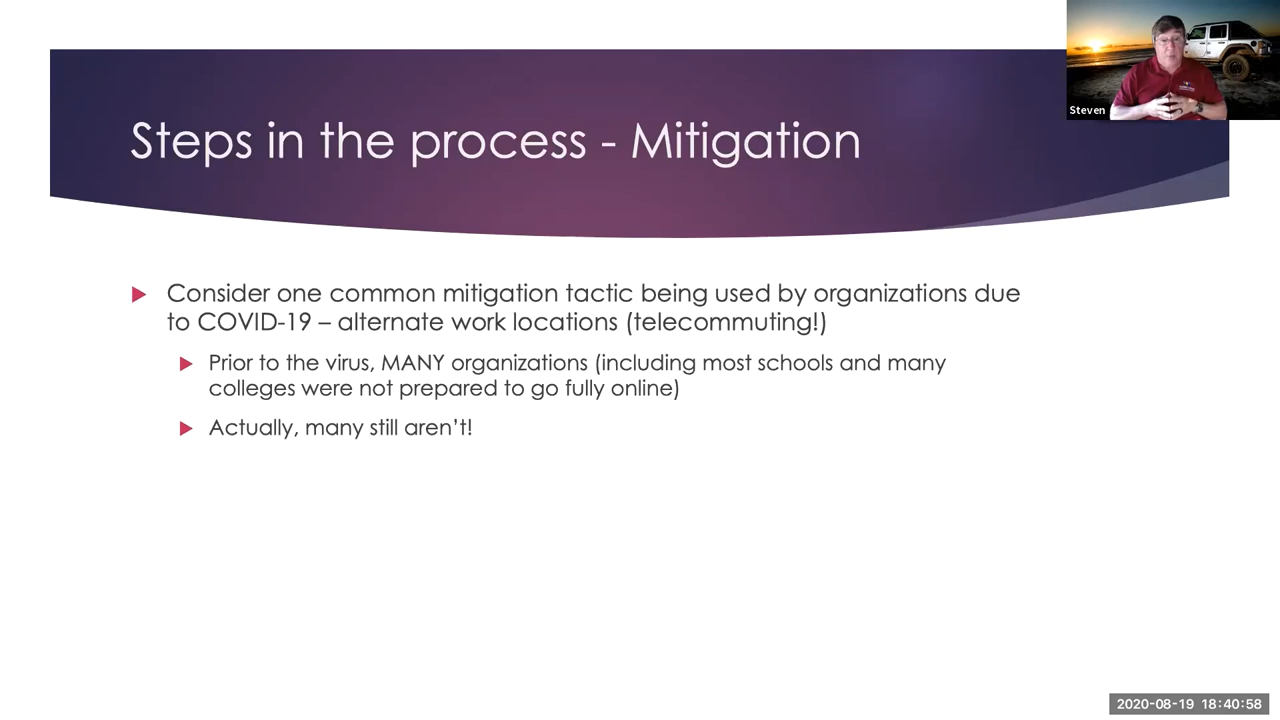 Steven
Steps in the process - Mitigation
Consider one common mitigation tactic being used by organizations due
to COVID-19 – alternate work locations (telecommuting!)
Prior to the virus, MANY organizations (including most schools and many
colleges were not prepared to go fully online)
Actually, many still aren’t!
2020-08-19 18:40:58